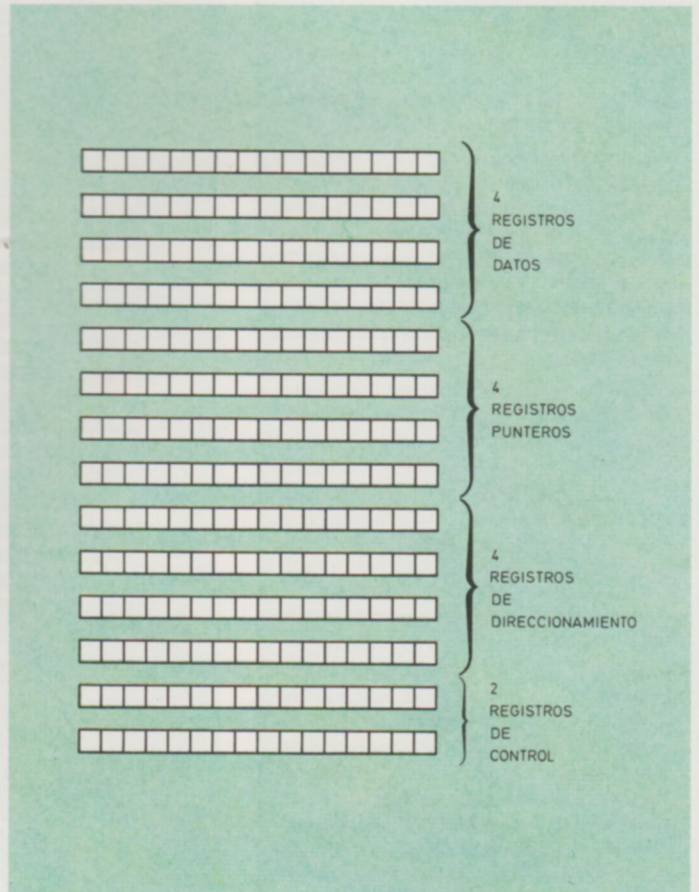 4
REGISTROS
DE
DATOS
4
REGISTROS
PUNTEROS
4
REGISTROS
DE
DIRECCIONAMIENTO
2
REGISTROS
DE
CONTROL